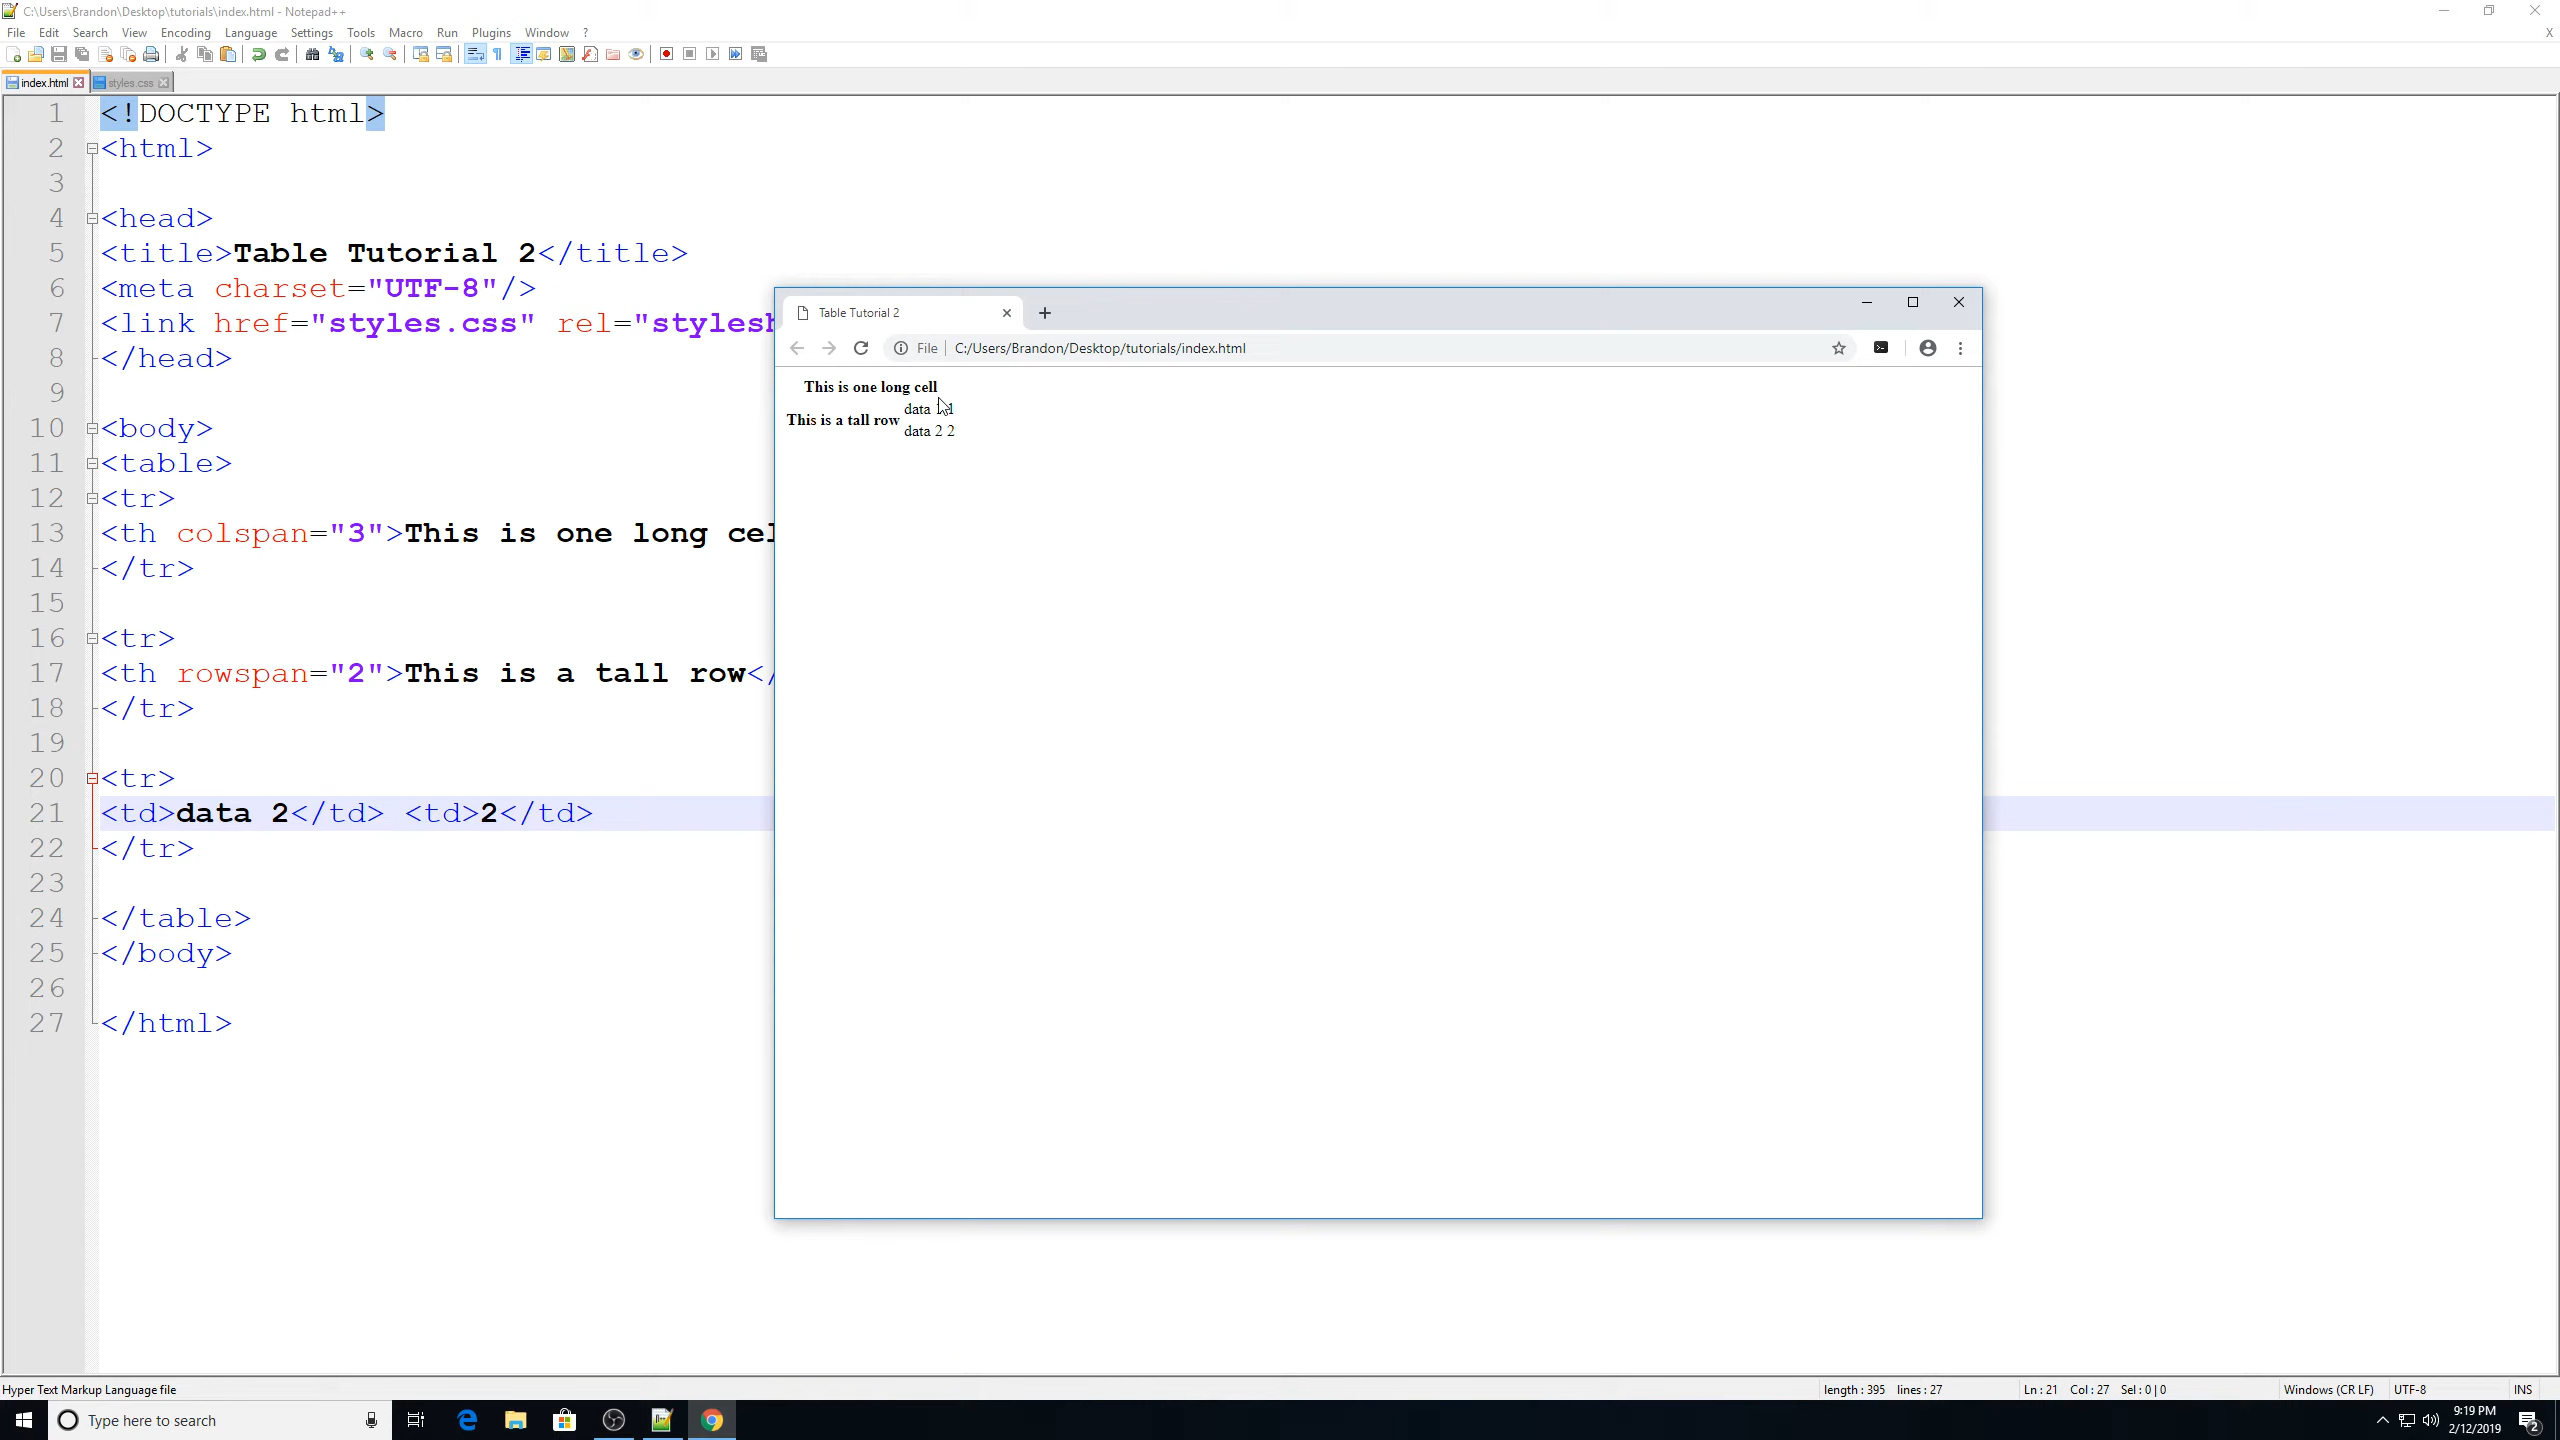 C:\Users\Brandon\Desktop\tutorials\index.html - Notepad++
File Edit Search View Encoding Language Settings Tools Macro Run Plugins Window ? X
index.html styles.css
1 <!DOCTYPE html>
2 <html>
3
4 <head>
5 <title>Table Tutorial 2</title>
6 <meta charset="UTF-8"/>
7 <link href="styles.css" rel="stylesh
8 </head>
9
10 <body>
11 <table>
12 <tr>
13 <th colspan="3">This is one long cel
14 </tr>
15
16 <tr>
17 <th rowspan="2">This is a tall row</
18 </tr>
19
20 <tr>
21 <td>data 2</td> <td>2</td>
22 </tr>
23
24 </table>
25 </body>
26
27 </html>
Table Tutorial 2
File C:/Users/Brandon/Desktop/tutorials/index.html
This is one long cell
data 1
This is a tall row
data 2 2
Hyper Text Markup Language file length : 395 lines : 27 Ln : 21 Col : 27 Sel : 0 | 0 Windows (CR LF) UTF-8 INS
Type here to search
9:19 PM
2/12/2019
2